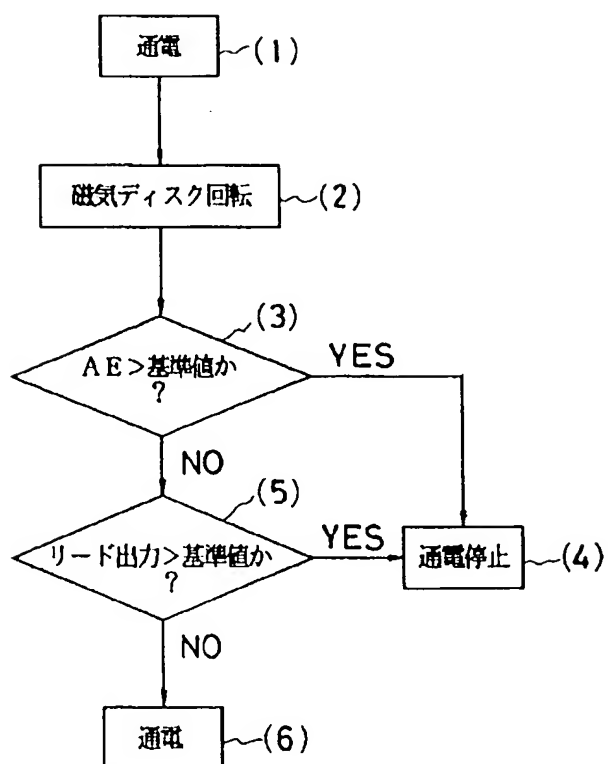 通電
(1)
磁気ディスク回転
(2)
(3)
AE>基準値か
?
YES
NO
(5)
リード出力>基準値か
?
YES
通電停止
(4)
NO
通電
(6)